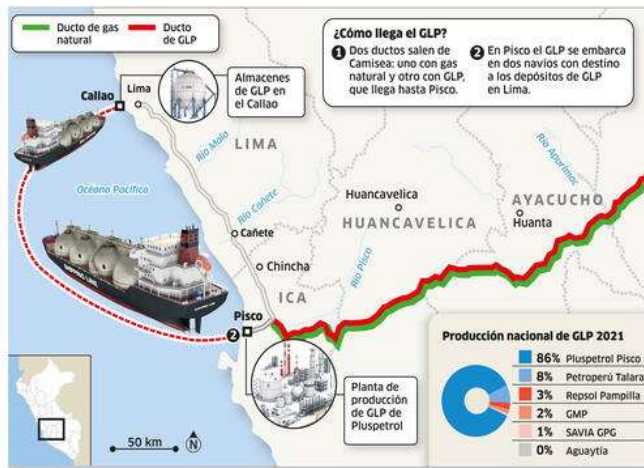 Ducto de gas
natural
Ducto
de GLP
¿Cómo llega el GLP?
1 Dos ductos salen de
Camisea: uno con gas
natural y otro con GLP,
que llega hasta Pisco.
2 En Pisco el GLP se embarca
en dos navíos con destino
a los depósitos de GLP
en Lima.
Callao
Lima
Almacenes
de GLP en
el Callao
LIMA
Río Mala
Río Cañete
Río Apurímac
Océano Pacífico
Huancavelica
HUANCAVELICA
AYACUCHO
Huanta
Cañete
Chincha
Río Pisco
ICA
Pisco
2
Planta de
producción
de GLP de
Pluspetrol
50 km
N
Producción nacional de GLP 2021
86% Pluspetrol Pisco
8% Petroperú Talara
3% Repsol Pampilla
2% GMP
1% SAVIA GPG
0% Aguaytía